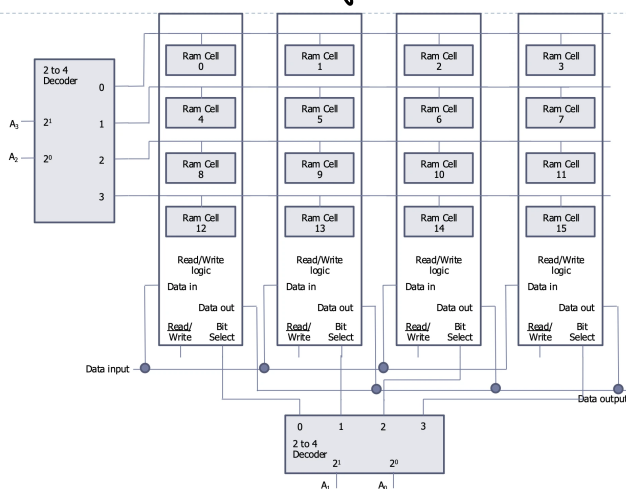 2 to 4
Decoder
0
A3
2¹
1
A2
2⁰
2
3
Ram Cell
0
Ram Cell
1
Ram Cell
2
Ram Cell
3
Ram Cell
4
Ram Cell
5
Ram Cell
6
Ram Cell
7
Ram Cell
8
Ram Cell
9
Ram Cell
10
Ram Cell
11
Ram Cell
12
Ram Cell
13
Ram Cell
14
Ram Cell
15
Read/Write
logic
Data in
Data out
Read/
Write
Bit
Select
Read/Write
logic
Data in
Data out
Read/
Write
Bit
Select
Read/Write
logic
Data in
Data out
Read/
Write
Bit
Select
Read/Write
logic
Data in
Data out
Read/
Write
Bit
Select
Data input
Data output
0 1 2 3
2 to 4
Decoder
2¹ 2⁰
A1 A0